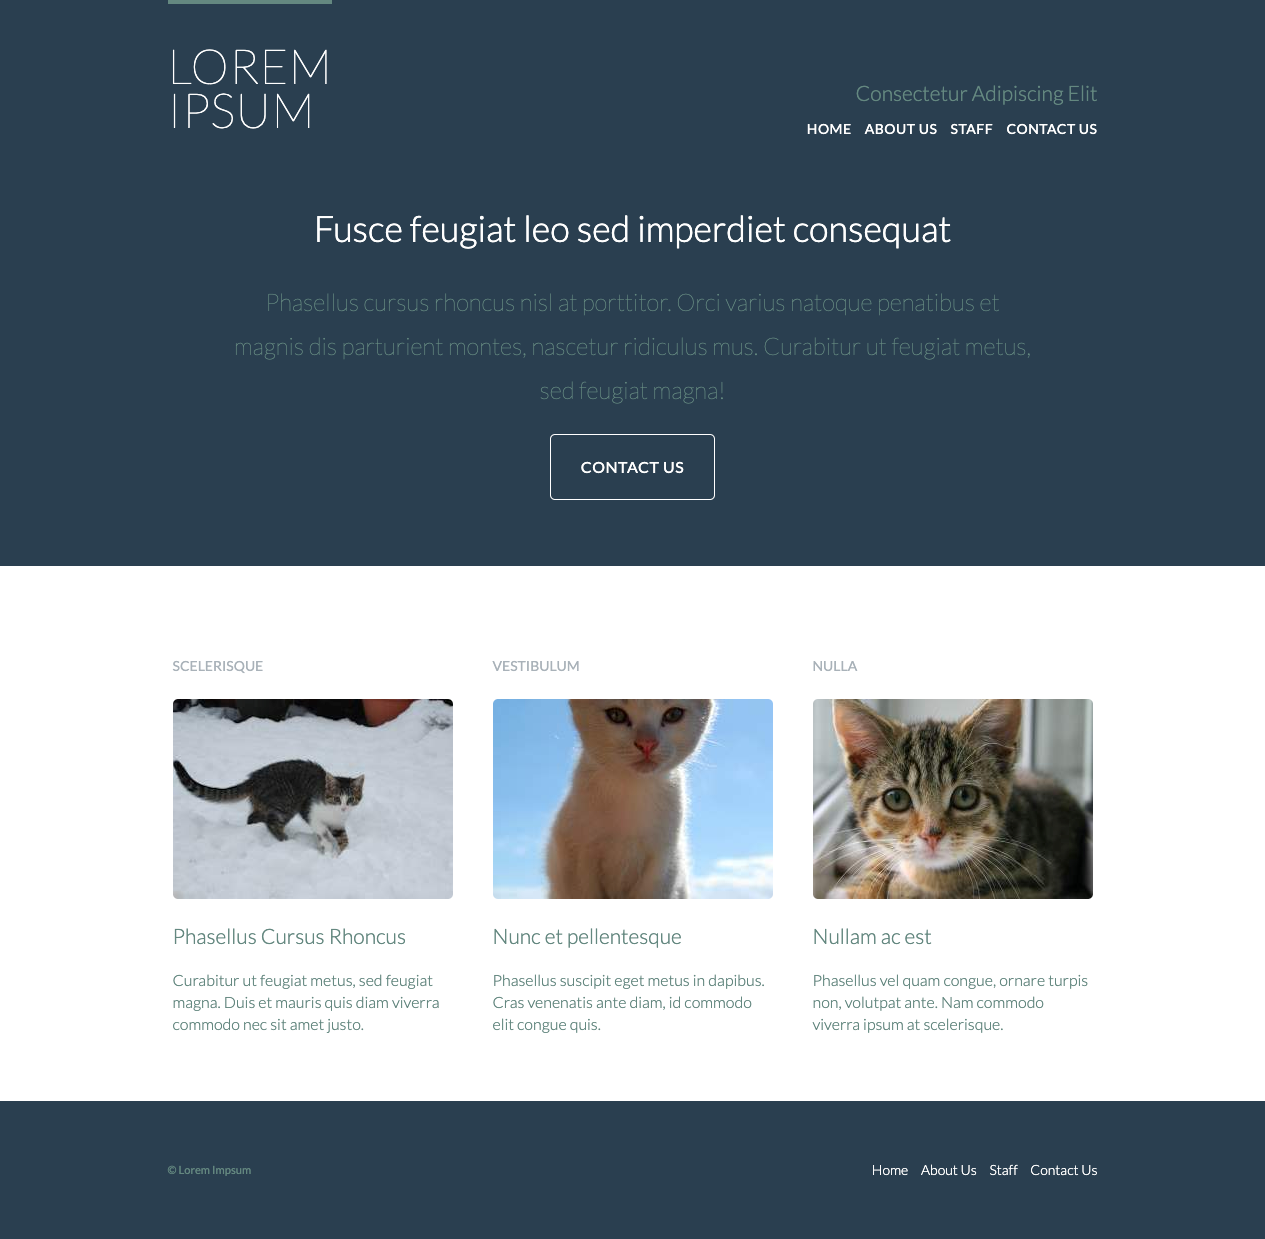 LOREM
IPSUM
Consectetur Adipiscing Elit
HOME ABOUT US STAFF CONTACT US
Fusce feugiat leo sed imperdiet consequat
Phasellus cursus rhoncus nisl at porttitor. Orci varius natoque penatibus et
magnis dis parturient montes, nascetur ridiculus mus. Curabitur ut feugiat metus,
sed feugiat magna!
CONTACT US
SCELERISQUE
Phasellus Cursus Rhoncus
Curabitur ut feugiat metus, sed feugiat
magna. Duis et mauris quis diam viverra
commodo nec sit amet justo.
VESTIBULUM
Nunc et pellentesque
Phasellus suscipit eget metus in dapibus.
Cras venenatis ante diam, id commodo
elit congue quis.
NULLA
Nullam ac est
Phasellus vel quam congue, ornare turpis
non, volutpat ante. Nam commodo
viverra ipsum at scelerisque.
© Lorem Impsum
Home About Us Staff Contact Us